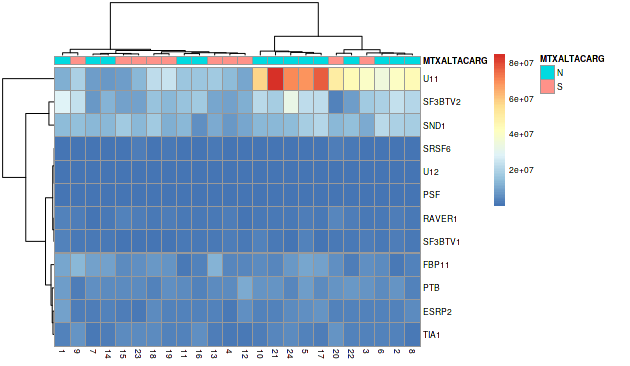 MTXALTACARG
U11
SF3BTV2
SND1
SRSF6
U12
PSF
RAVER1
SF3BTV1
FBP11
PTB
ESRP2
TIA1
1 9 7 14 15 23 18 19 11 16 13 4 12 10 21 24 5 17 20 22 3 6 2 8
8e+07
6e+07
4e+07
2e+07
MTXALTACARG
N
S